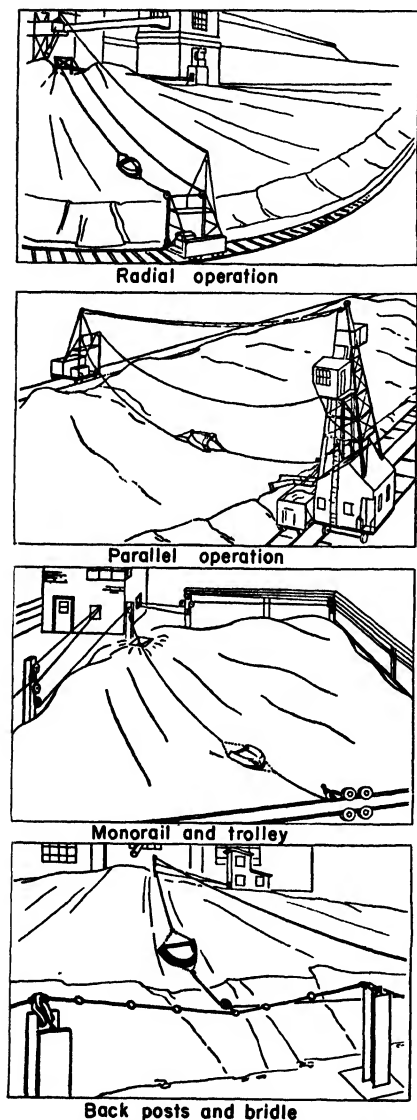 Radial operation
Parallel operation
Monorail and trolley
Back posts and bridle